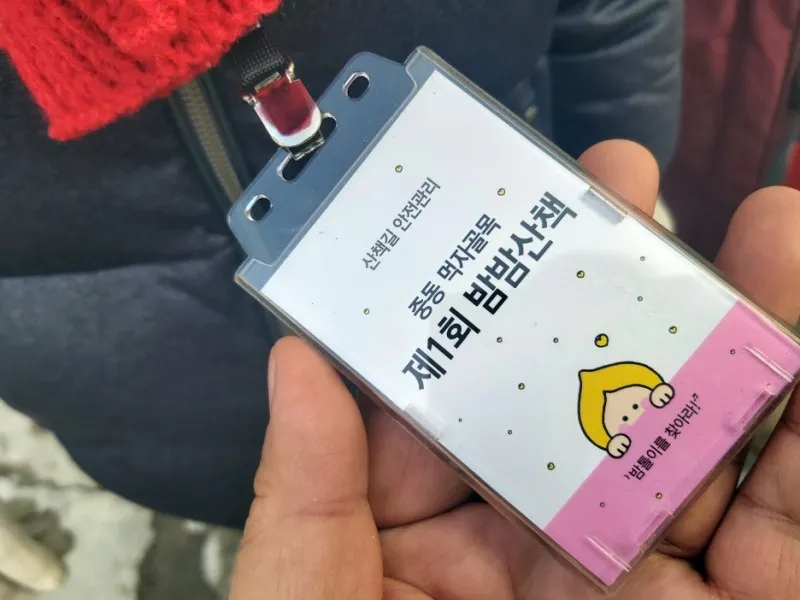 산책길 안전관리
중동 먹자골목
제1회 밤밤산책
'밤톨이를 찾아라!'